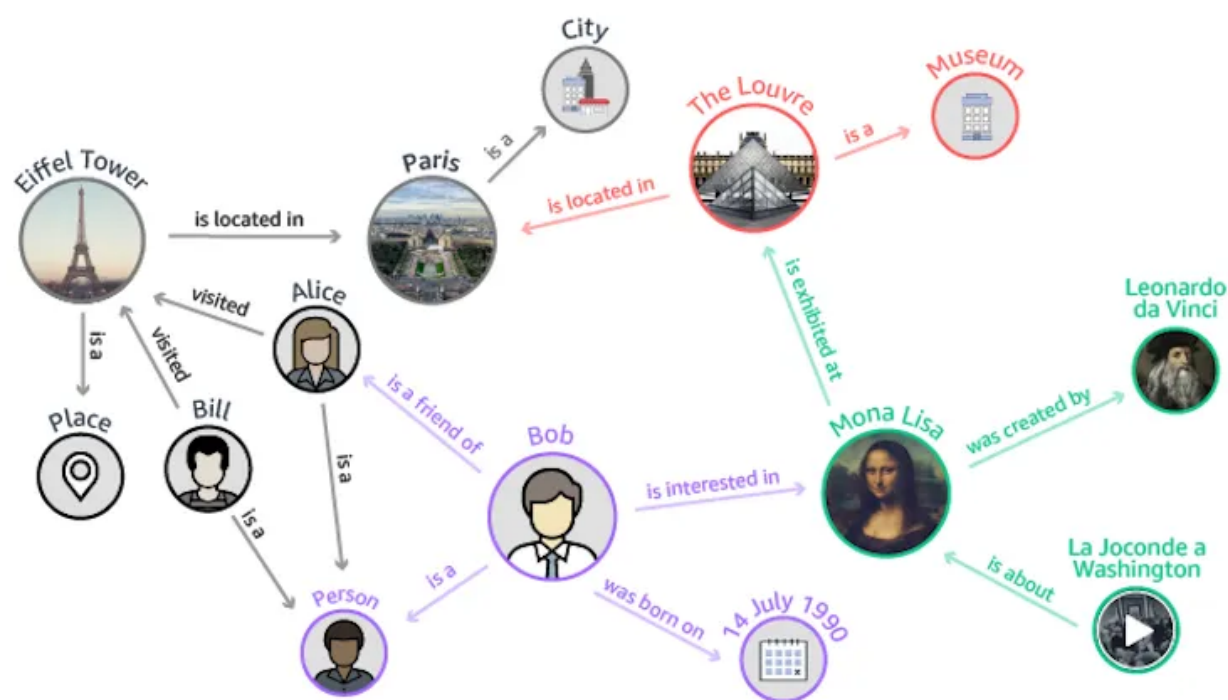 City
Museum
The Louvre
is a
is a
Eiffel Tower
Paris
is located in
is located in
visited
Alice
is exhibited at
Leonardo
da Vinci
is a
visited
Place
Bill
is a friend of
Bob
Mona Lisa
was created by
is a
is interested in
is a
La Joconde a
Washington
is about
is a
was born on
Person
14 July 1990